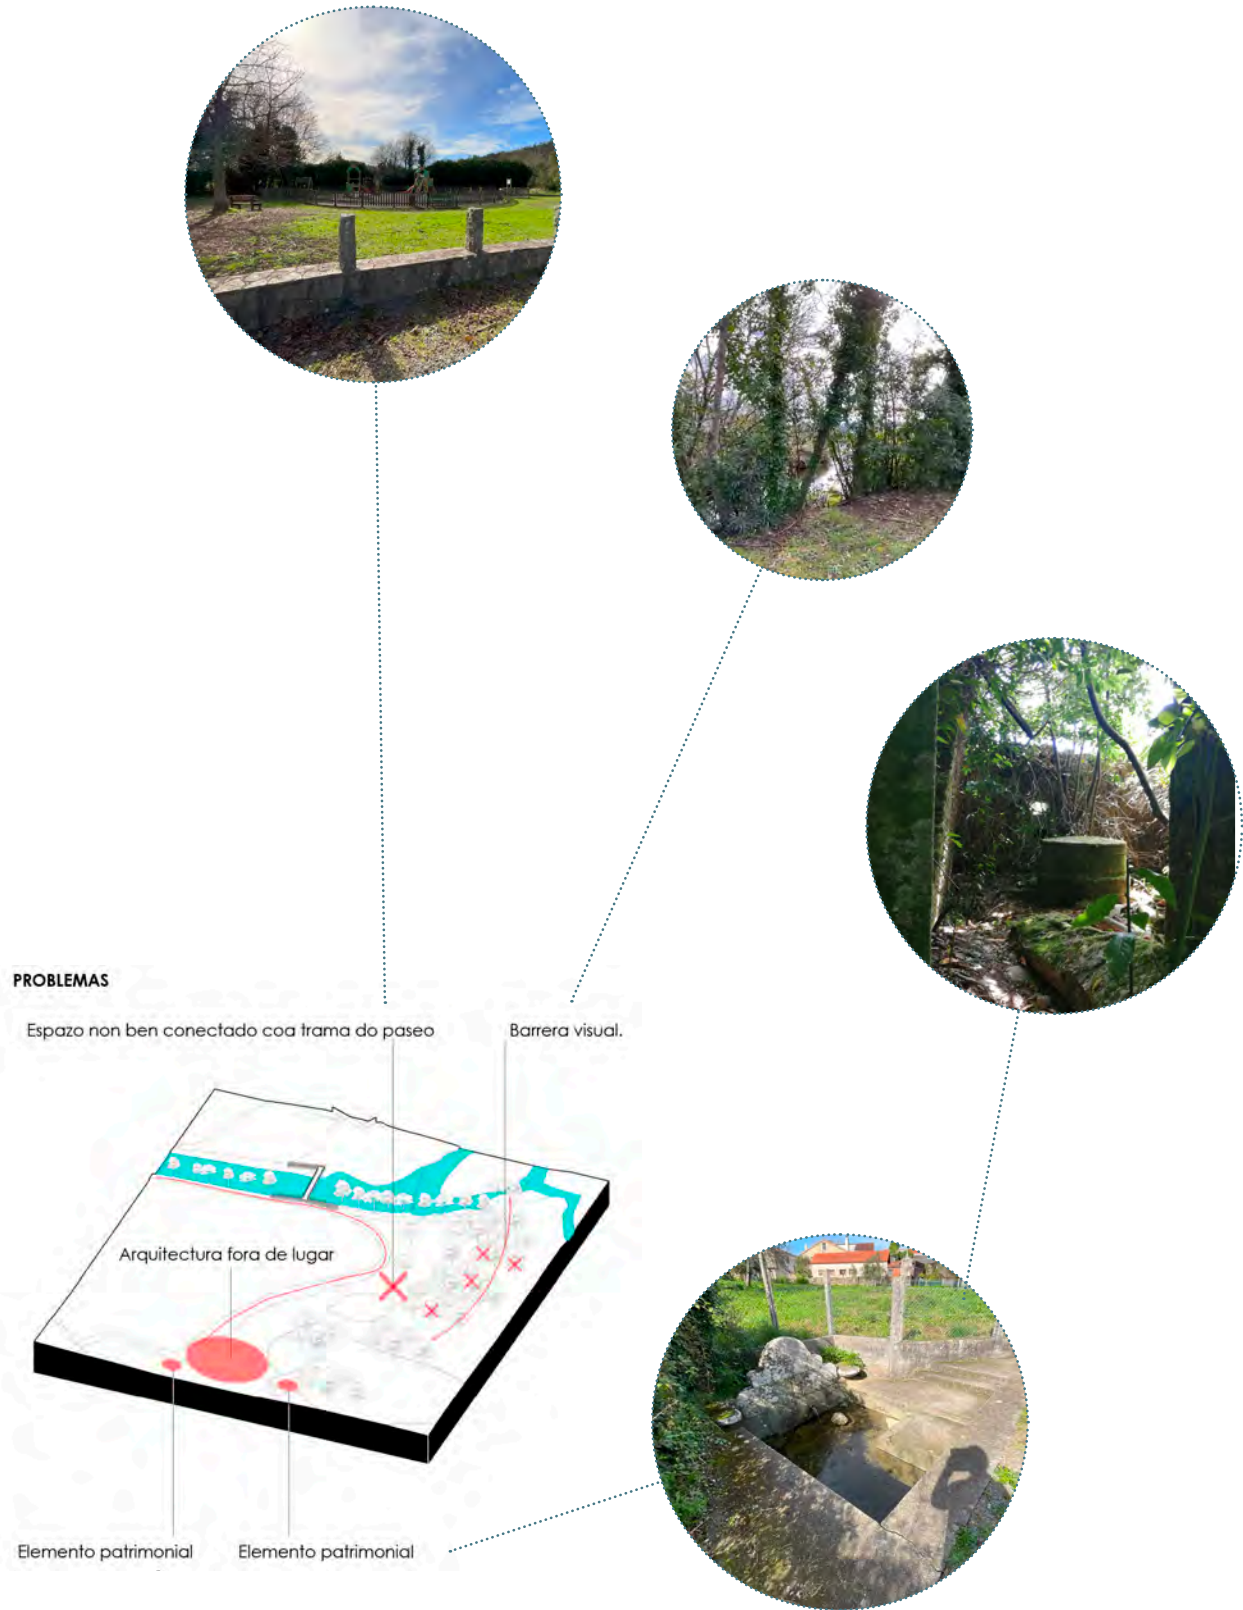 PROBLEMAS
Espazo non ben conectado coa trama do paseo
Barrera visual.
Arquitectura fora de lugar
Elemento patrimonial
Elemento patrimonial